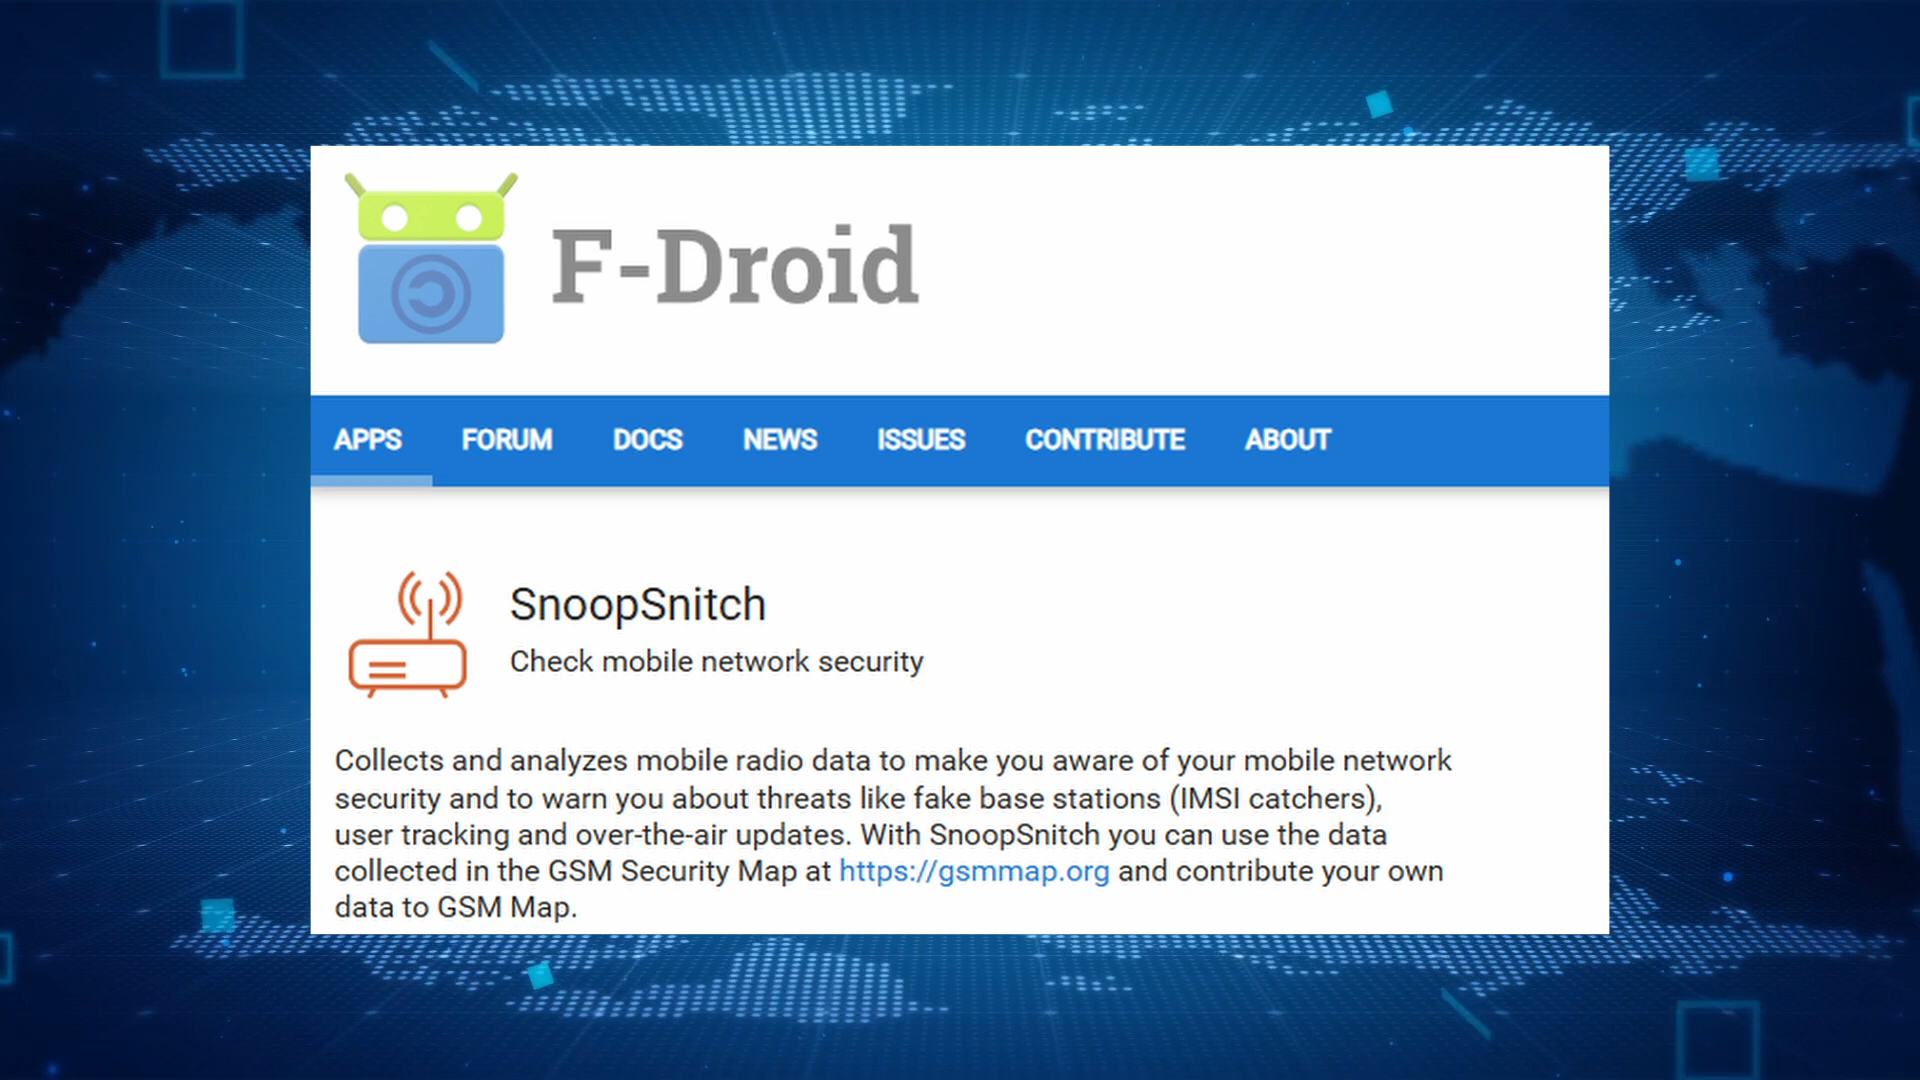 F-Droid
APPS FORUM DOCS NEWS ISSUES CONTRIBUTE ABOUT
SnoopSnitch
Check mobile network security
Collects and analyzes mobile radio data to make you aware of your mobile network
security and to warn you about threats like fake base stations (IMSI catchers),
user tracking and over-the-air updates. With SnoopSnitch you can use the data
collected in the GSM Security Map at https://gsmmap.org and contribute your own
data to GSM Map.